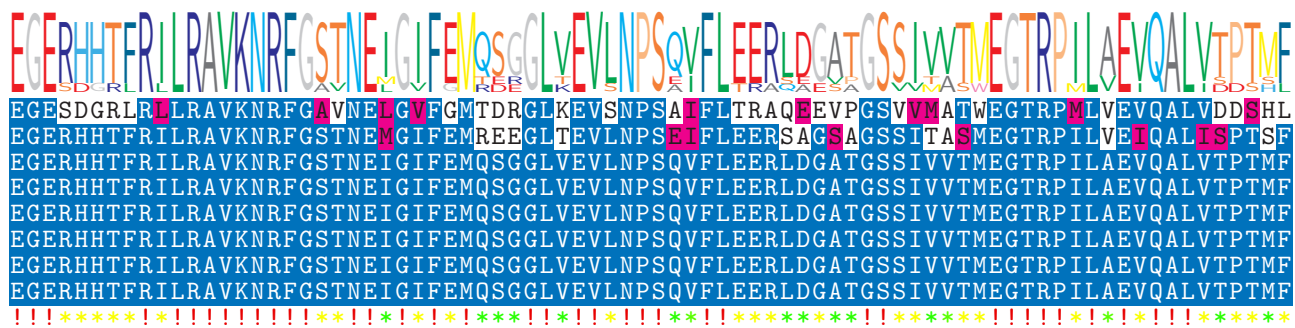 EGERHHTFRILRAVKNRFGSTNEIGIFEMQSGGLVEVLNPSQVFLEERLDGATGSSIVVTMEGTRPILAEVQALVTPTMF
EGESDGRLRLLRAVKNRFGAVNELGVFGMTDRGLKEVSNPSAIFLTRAQEEVPGSVVMATWEGTRPMLVEVQALVDDSHL
EGERHHTFRILRAVKNRFGSTNEMGIFEMREEGLTEVLNPSEIFLEERSAGSAGSSITASMEGTRPILVEIQALISPTSF
EGERHHTFRILRAVKNRFGSTNEIGIFEMQSGGLVEVLNPSQVFLEERLDGATGSSIVVTMEGTRPILAEVQALVTPTMF
EGERHHTFRILRAVKNRFGSTNEIGIFEMQSGGLVEVLNPSQVFLEERLDGATGSSIVVTMEGTRPILAEVQALVTPTMF
EGERHHTFRILRAVKNRFGSTNEIGIFEMQSGGLVEVLNPSQVFLEERLDGATGSSIVVTMEGTRPILAEVQALVTPTMF
EGERHHTFRILRAVKNRFGSTNEIGIFEMQSGGLVEVLNPSQVFLEERLDGATGSSIVVTMEGTRPILAEVQALVTPTMF
EGERHHTFRILRAVKNRFGSTNEIGIFEMQSGGLVEVLNPSQVFLEERLDGATGSSIVVTMEGTRPILAEVQALVTPTMF
EGERHHTFRILRAVKNRFGSTNEIGIFEMQSGGLVEVLNPSQVFLEERLDGATGSSIVVTMEGTRPILAEVQALVTPTMF
!!!*****!*!!!!!!!!!**!!*!*!*!***!!*!!*!!!**!!********!!******!!!!!*!*!*!!!******